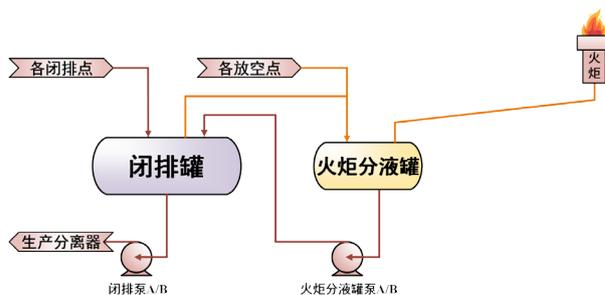 各闭排点
各放空点
火炬
闭排罐
火炬分液罐
生产分离器
闭排泵A/B
火炬分液罐泵A/B